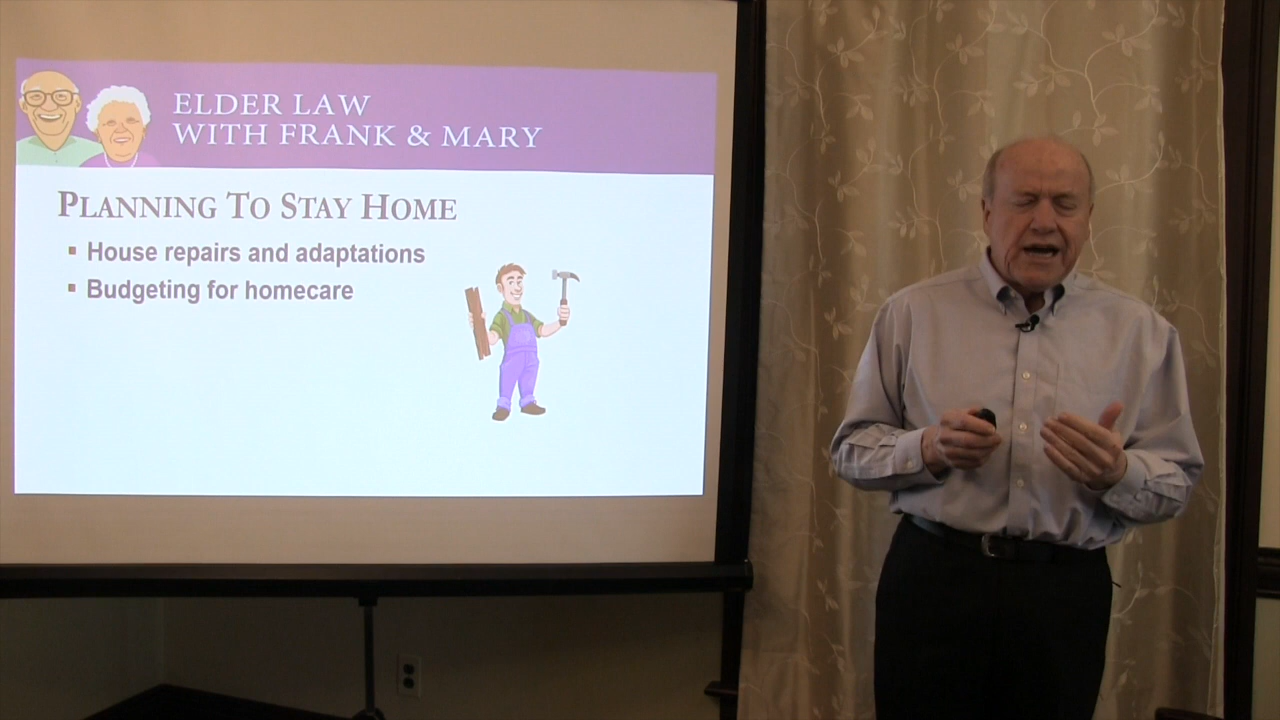 ELDER LAW
WITH FRANK & MARY
PLANNING TO STAY HOME
▪ House repairs and adaptations
▪ Budgeting for homecare